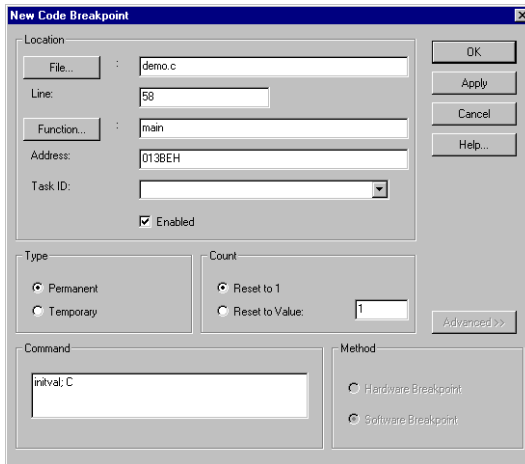 New Code Breakpoint
Location
File... : demo.c
Line: 58
Function... : main
Address: 013BEH
Task ID:
Enabled
OK
Apply
Cancel
Help...
Type
Permanent
Temporary
Count
Reset to 1
Reset to Value: 1
Advanced >>
Command
initval; C
Method
Hardware Breakpoint
Software Breakpoint